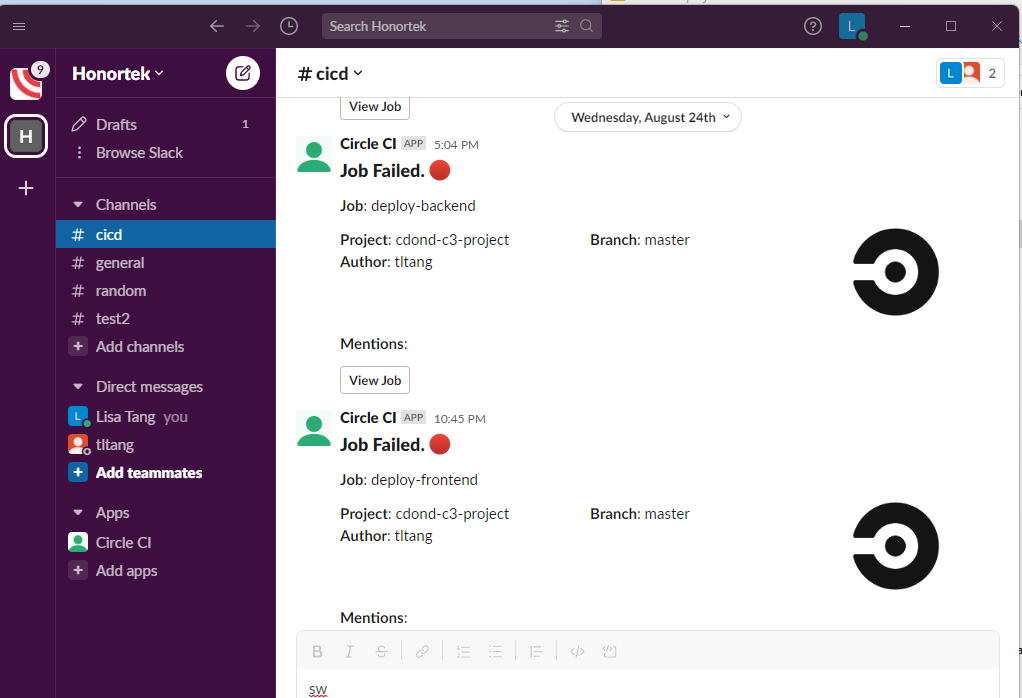 Search Honortek
L
9
Honortek
# cicd
L 2
H
Drafts 1
Browse Slack
Channels
# cicd
# general
# random
# test2
+ Add channels
Direct messages
L Lisa Tang you
tltang
+ Add teammates
Apps
Circle CI
+ Add apps
View Job
Wednesday, August 24th
Circle CI APP 5:04 PM
Job Failed.
Job: deploy-backend
Project: cdond-c3-project Branch: master
Author: tltang
Mentions:
View Job
Circle CI APP 10:45 PM
Job Failed.
Job: deploy-frontend
Project: cdond-c3-project Branch: master
Author: tltang
Mentions:
B I S
sw